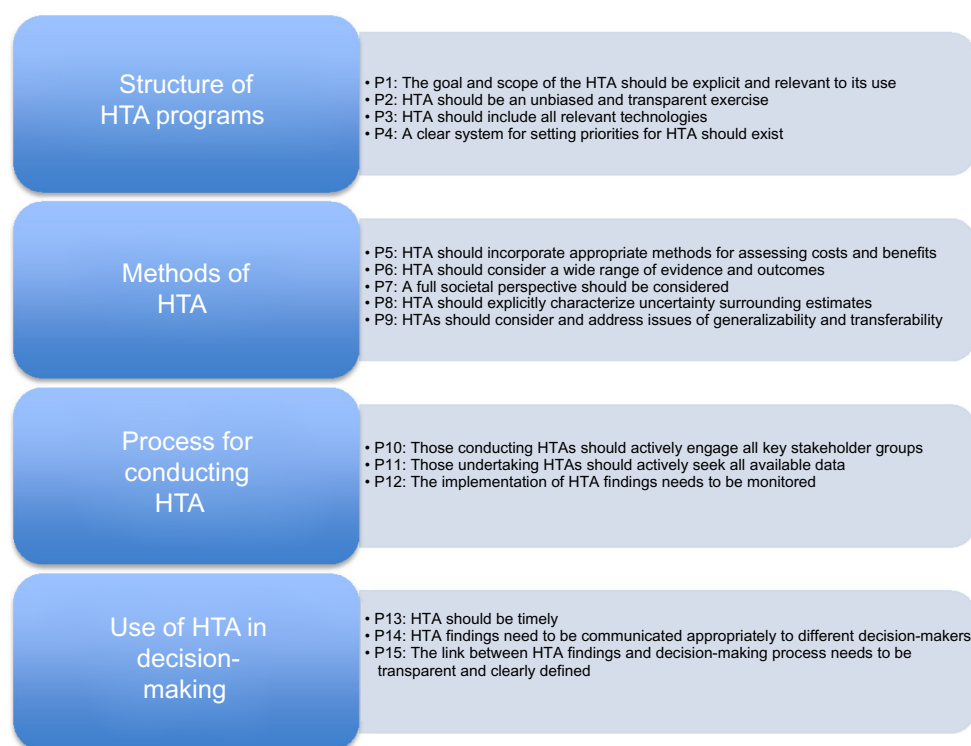 Structure of
HTA programs
• P1: The goal and scope of the HTA should be explicit and relevant to its use
• P2: HTA should be an unbiased and transparent exercise
• P3: HTA should include all relevant technologies
• P4: A clear system for setting priorities for HTA should exist
Methods of
HTA
• P5: HTA should incorporate appropriate methods for assessing costs and benefits
• P6: HTA should consider a wide range of evidence and outcomes
• P7: A full societal perspective should be considered
• P8: HTA should explicitly characterize uncertainty surrounding estimates
• P9: HTAs should consider and address issues of generalizability and transferability
Process for
conducting
HTA
• P10: Those conducting HTAs should actively engage all key stakeholder groups
• P11: Those undertaking HTAs should actively seek all available data
• P12: The implementation of HTA findings needs to be monitored
Use of HTA in
decision-
making
• P13: HTA should be timely
• P14: HTA findings need to be communicated appropriately to different decision-makers
• P15: The link between HTA findings and decision-making process needs to be
transparent and clearly defined